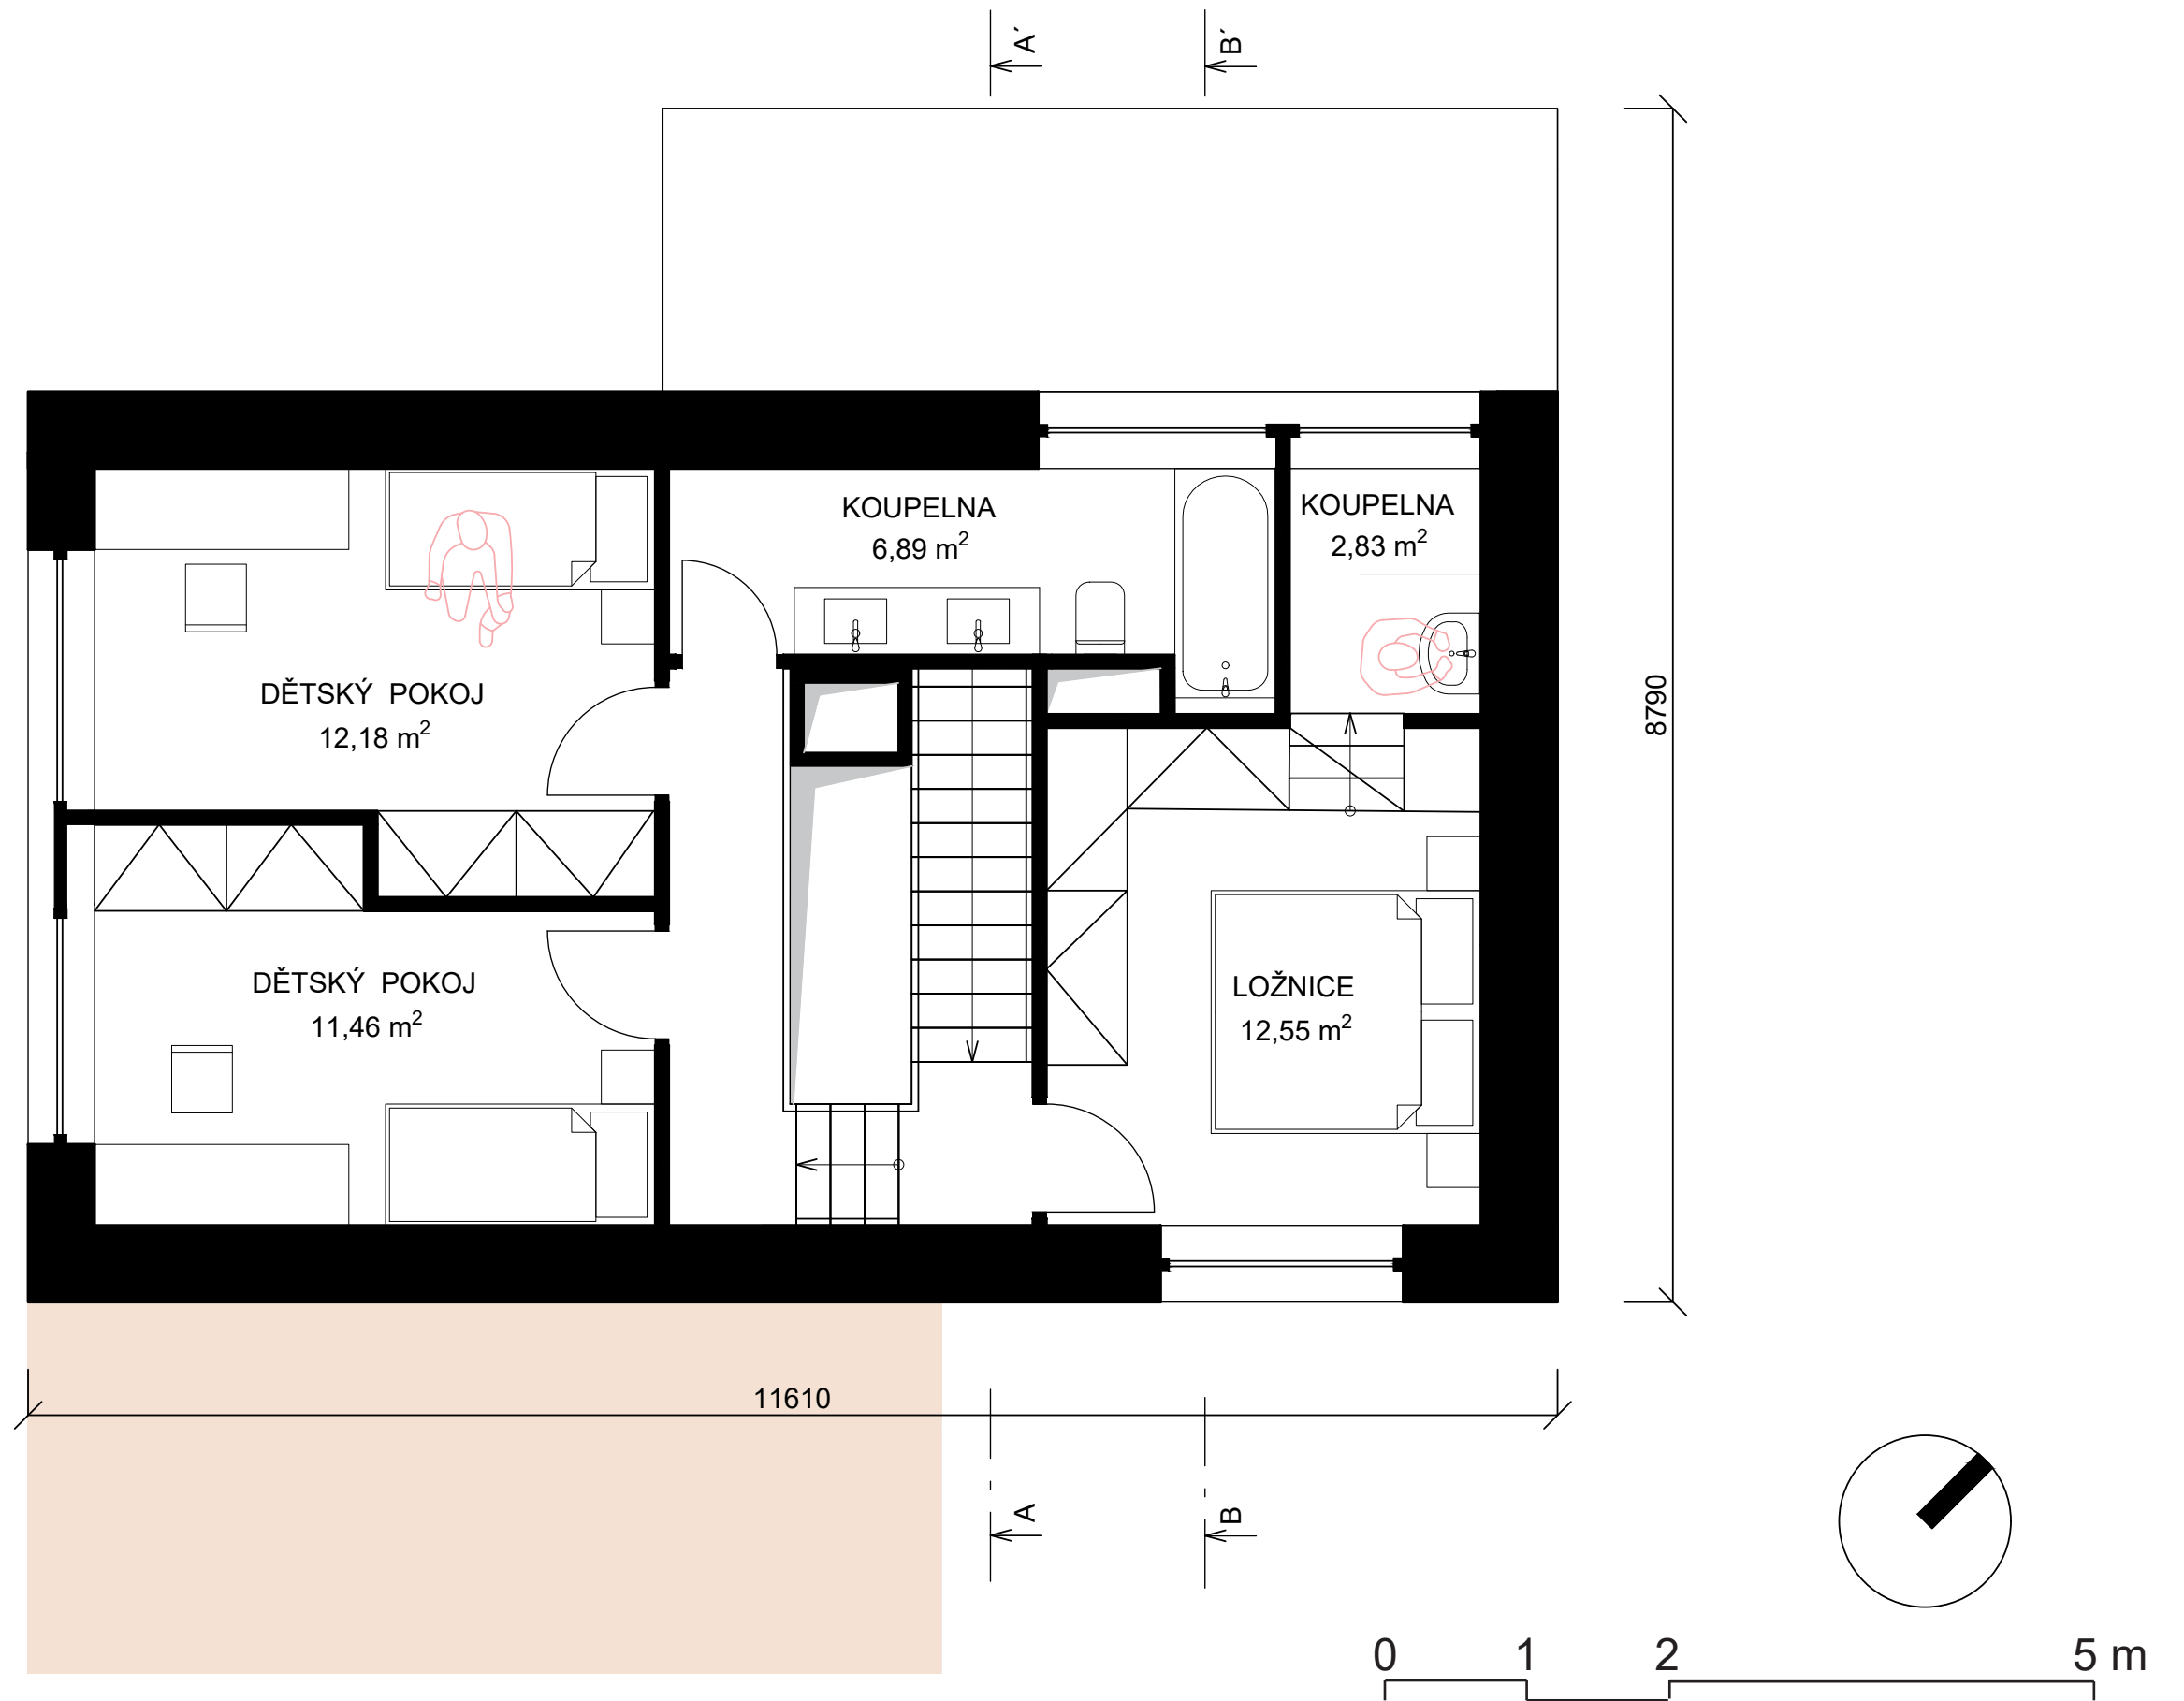 A´
B´
KOUPELNA
6,89 m²
KOUPELNA
2,83 m²
DĚTSKÝ POKOJ
12,18 m²
8790
DĚTSKÝ POKOJ
11,46 m²
LOŽNICE
12,55 m²
11610
A
B
0 1 2 5 m